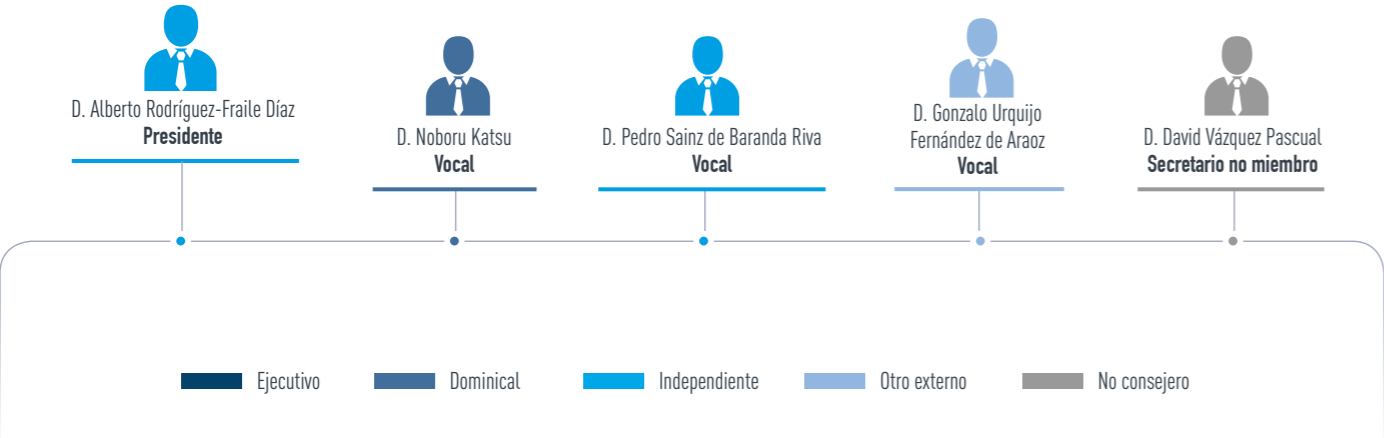 D. Alberto Rodríguez-Fraile Díaz
Presidente
D. Noboru Katsu
Vocal
D. Pedro Sainz de Baranda Riva
Vocal
D. Gonzalo Urquijo
Fernández de Araoz
Vocal
D. David Vázquez Pascual
Secretario no miembro
Ejecutivo
Dominical
Independiente
Otro externo
No consejero